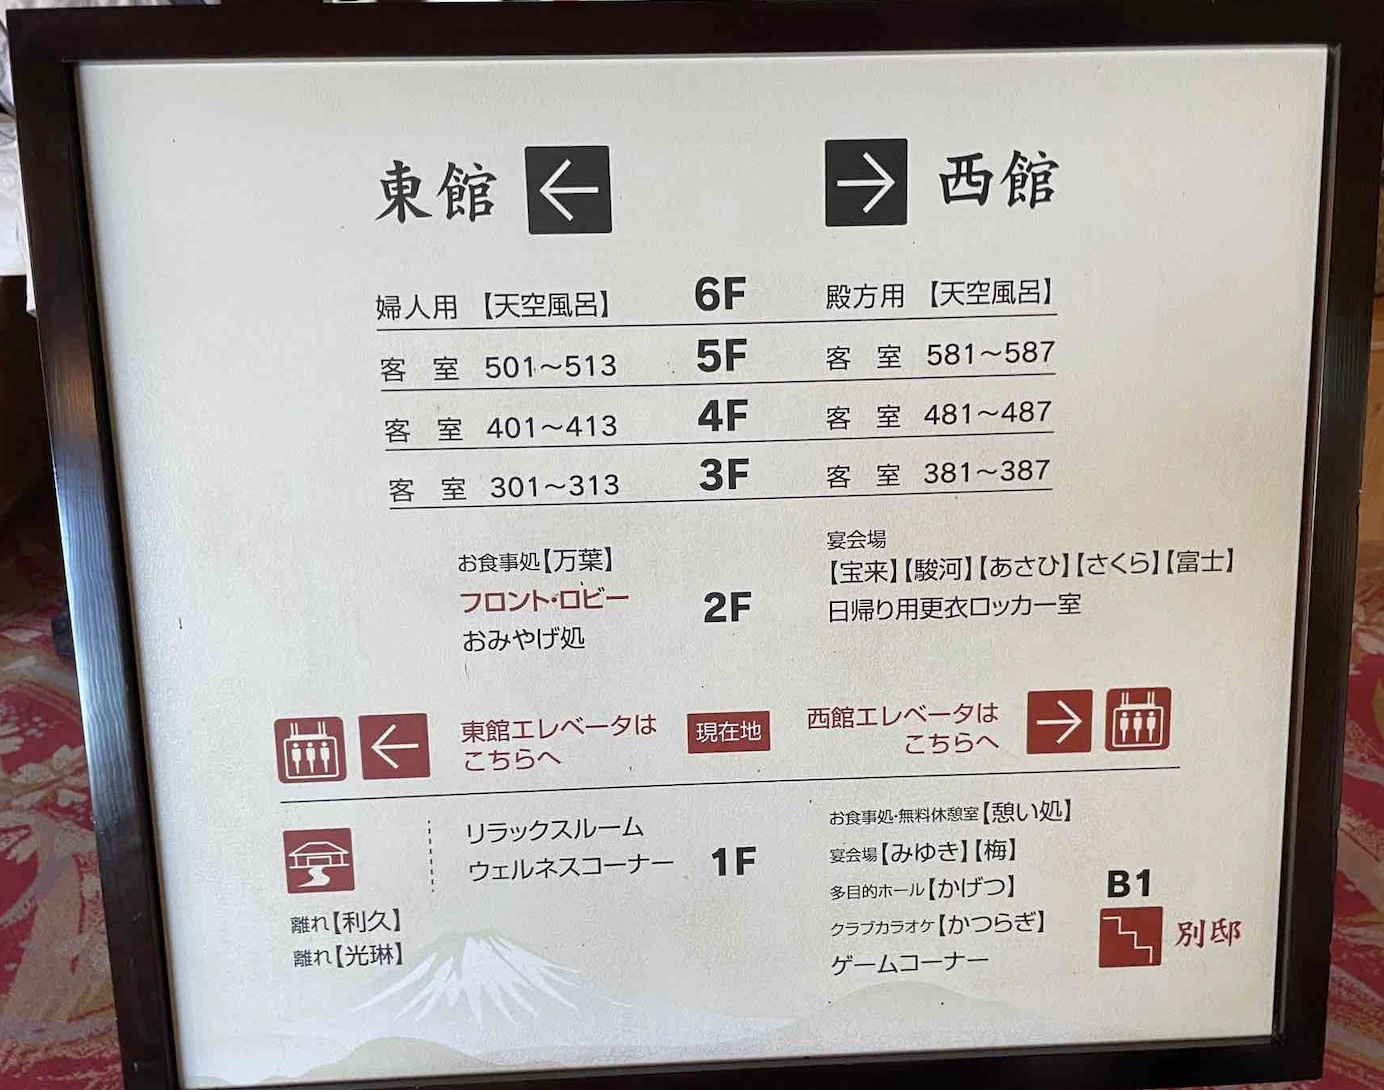 東館 ← → 西館
婦人用【天空風呂】 6F 殿方用【天空風呂】
客室 501〜513 5F 客室 581〜587
客室 401〜413 4F 客室 481〜487
客室 301〜313 3F 客室 381〜387
お食事処【万葉】
フロント・ロビー
おみやげ処
2F
宴会場
【宝来】【駿河】【あさひ】【さくら】【富士】
日帰り用更衣ロッカー室
← 東館エレベータは
こちらへ
現在地
西館エレベータは →
こちらへ
離れ【利久】
離れ【光琳】
リラックスルーム
ウェルネスコーナー
1F
お食事処・無料休憩室【憩い処】
宴会場【みゆき】【梅】
多目的ホール【かげつ】
クラブカラオケ【かつらぎ】
ゲームコーナー
B1
別邸